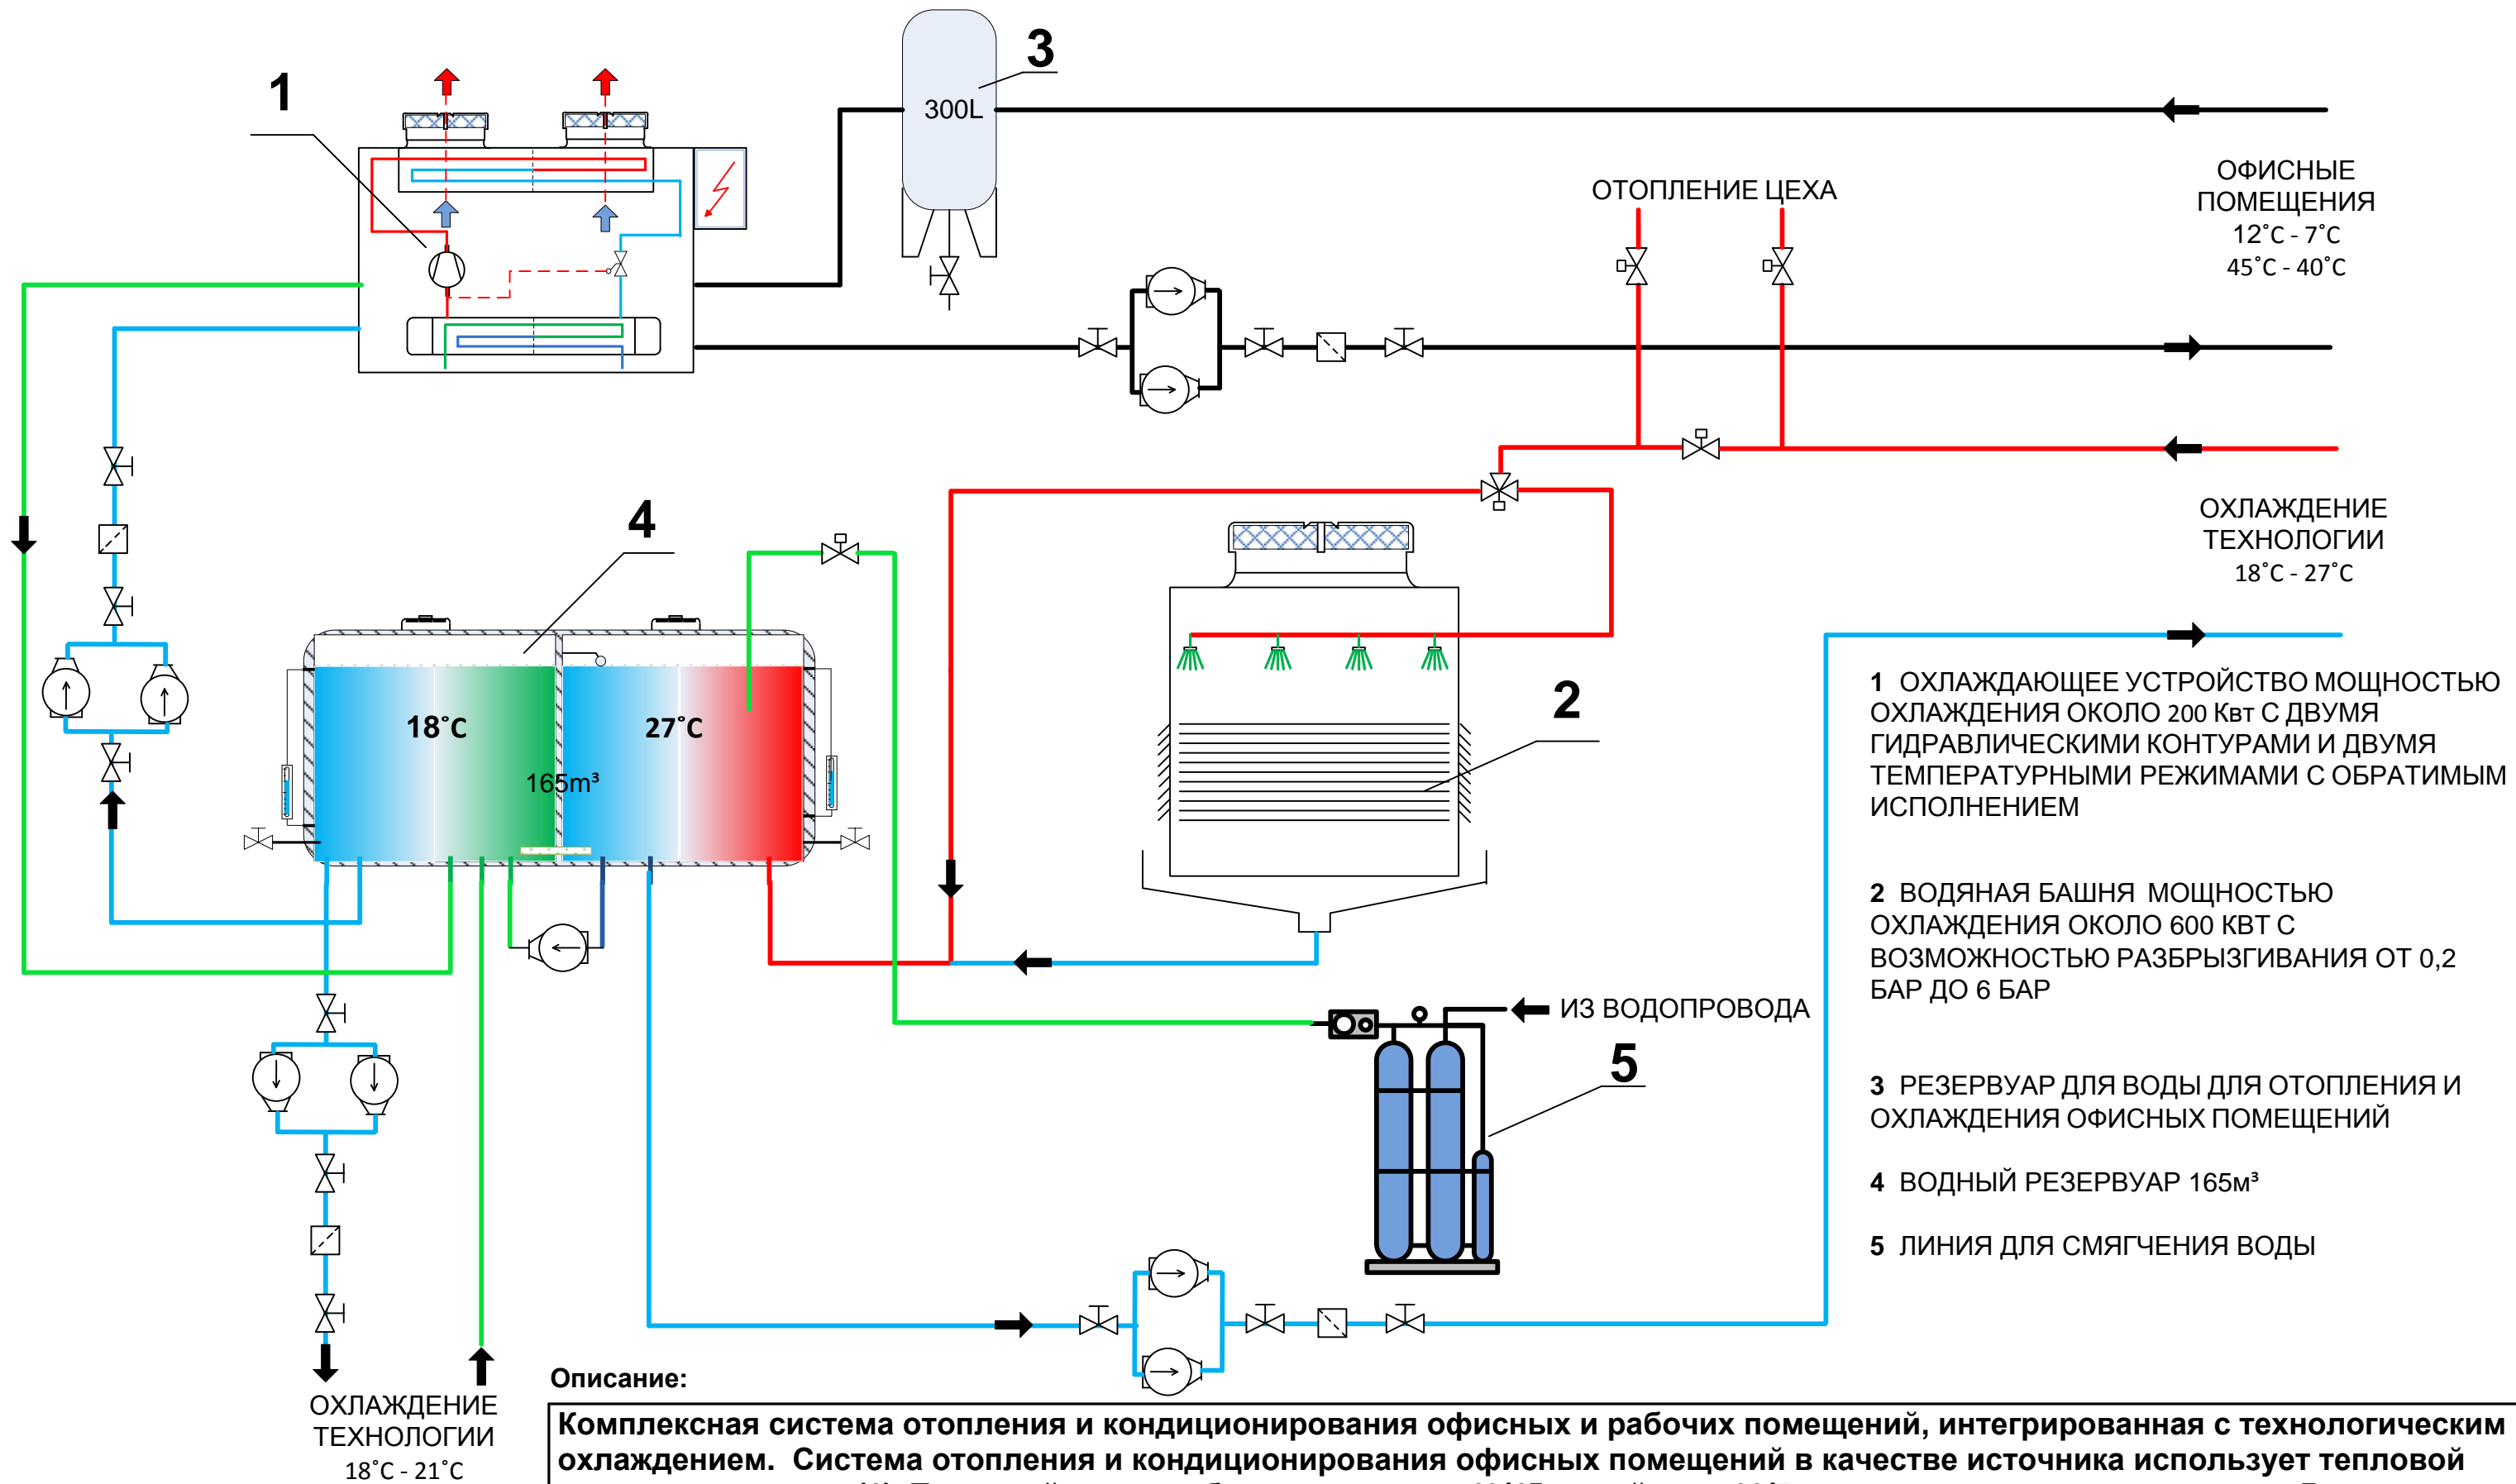 1
3
300L
ОФИСНЫЕ
ПОМЕЩЕНИЯ
12˚C - 7˚C
45˚C - 40˚C
ОТОПЛЕНИЕ ЦЕХА
ОХЛАЖДЕНИЕ
ТЕХНОЛОГИИ
18˚C - 27˚C
4
18˚C
27˚C
165m³
2
1 ОХЛАЖДАЮЩЕЕ УСТРОЙСТВО МОЩНОСТЬЮ
ОХЛАЖДЕНИЯ ОКОЛО 200 Квт С ДВУМЯ
ГИДРАВЛИЧЕСКИМИ КОНТУРАМИ И ДВУМЯ
ТЕМПЕРАТУРНЫМИ РЕЖИМАМИ С ОБРАТИМЫМ
ИСПОЛНЕНИЕМ
2 ВОДЯНАЯ БАШНЯ МОЩНОСТЬЮ
ОХЛАЖДЕНИЯ ОКОЛО 600 КВТ С
ВОЗМОЖНОСТЬЮ РАЗБРЫЗГИВАНИЯ ОТ 0,2
БАР ДО 6 БАР
ИЗ ВОДОПРОВОДА
5
3 РЕЗЕРВУАР ДЛЯ ВОДЫ ДЛЯ ОТОПЛЕНИЯ И
ОХЛАЖДЕНИЯ ОФИСНЫХ ПОМЕЩЕНИЙ
4 ВОДНЫЙ РЕЗЕРВУАР 165м³
5 ЛИНИЯ ДЛЯ СМЯГЧЕНИЯ ВОДЫ
ОХЛАЖДЕНИЕ
ТЕХНОЛОГИИ
18˚C - 21˚C
Описание:
Комплексная система отопления и кондиционирования офисных и рабочих помещений, интегрированная с технологическим
охлаждением. Система отопления и кондиционирования офисных помещений в качестве источника использует тепловой